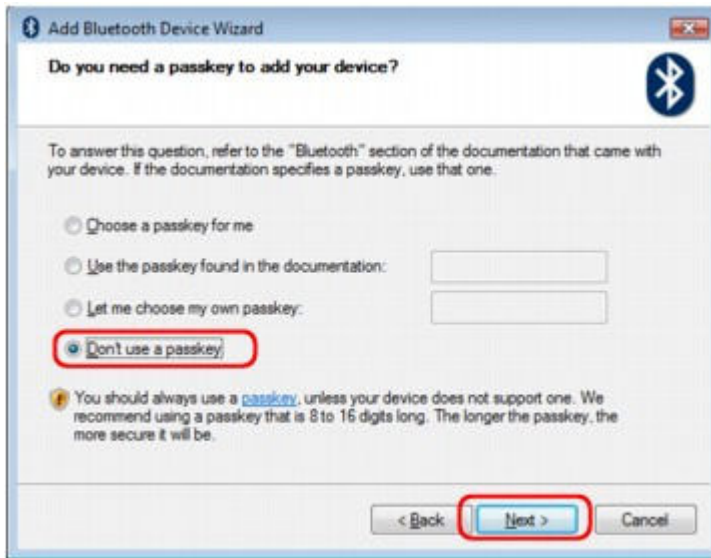 Add Bluetooth Device Wizard
Do you need a passkey to add your device?
To answer this question, refer to the "Bluetooth" section of the documentation that came with
your device. If the documentation specifies a passkey, use that one.
Choose a passkey for me
Use the passkey found in the documentation:
Let me choose my own passkey:
Don't use a passkey
You should always use a passkey, unless your device does not support one. We
recommend using a passkey that is 8 to 16 digits long. The longer the passkey, the
more secure it will be.
< Back Next > Cancel